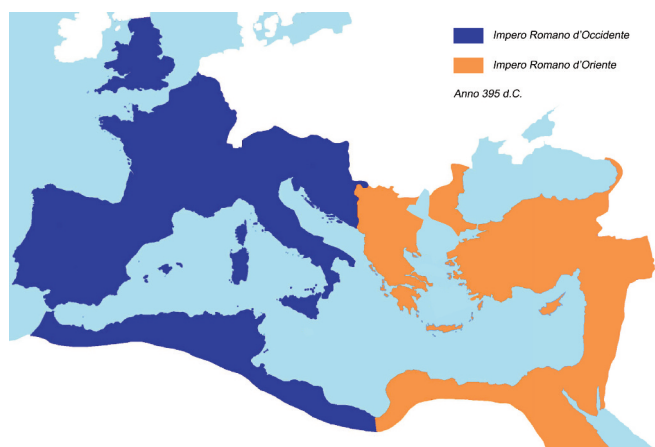 Impero Romano d'Occidente
Impero Romano d'Oriente
Anno 395 d.C.